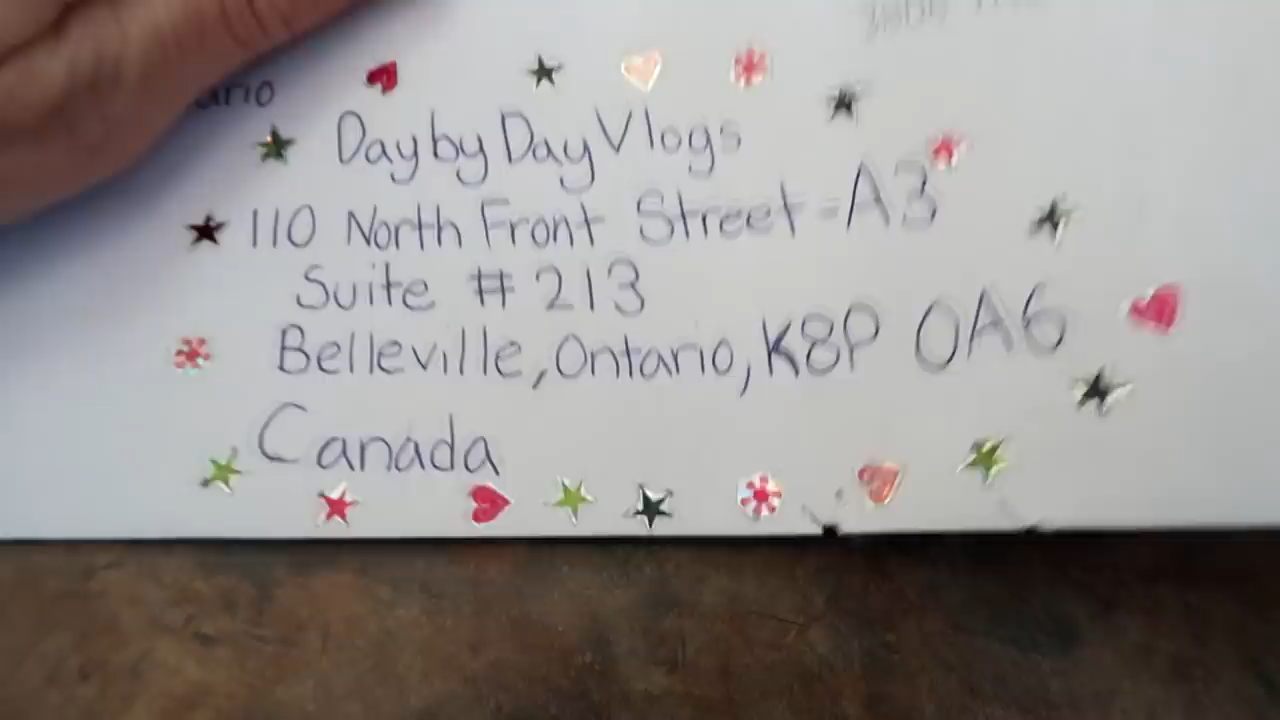 Day by Day Vlogs
110 North Front Street - A3
Suite # 213
Belleville, Ontario, K8P 0A6
Canada